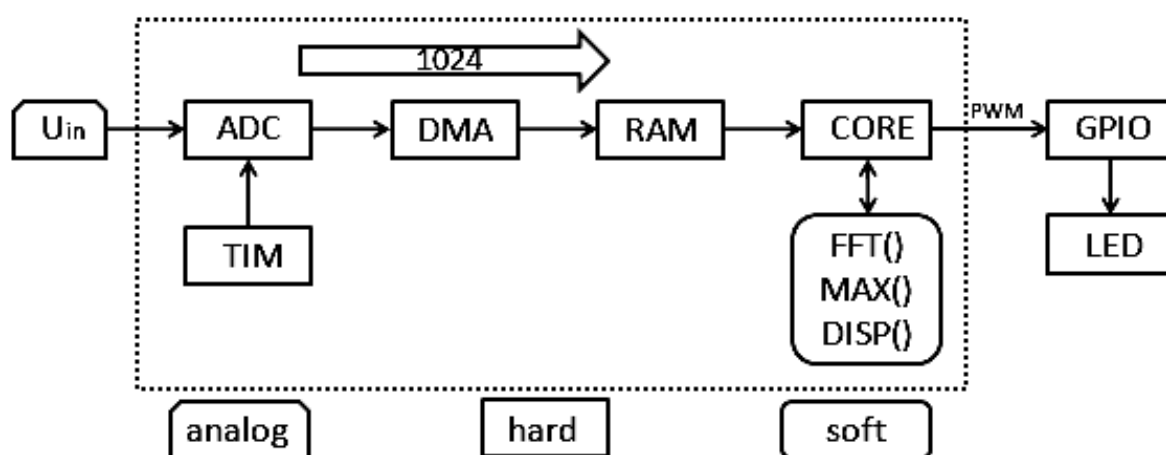 1024
Uin
ADC
DMA
RAM
CORE
PWM
GPIO
TIM
FFT()
MAX()
DISP()
LED
analog
hard
soft